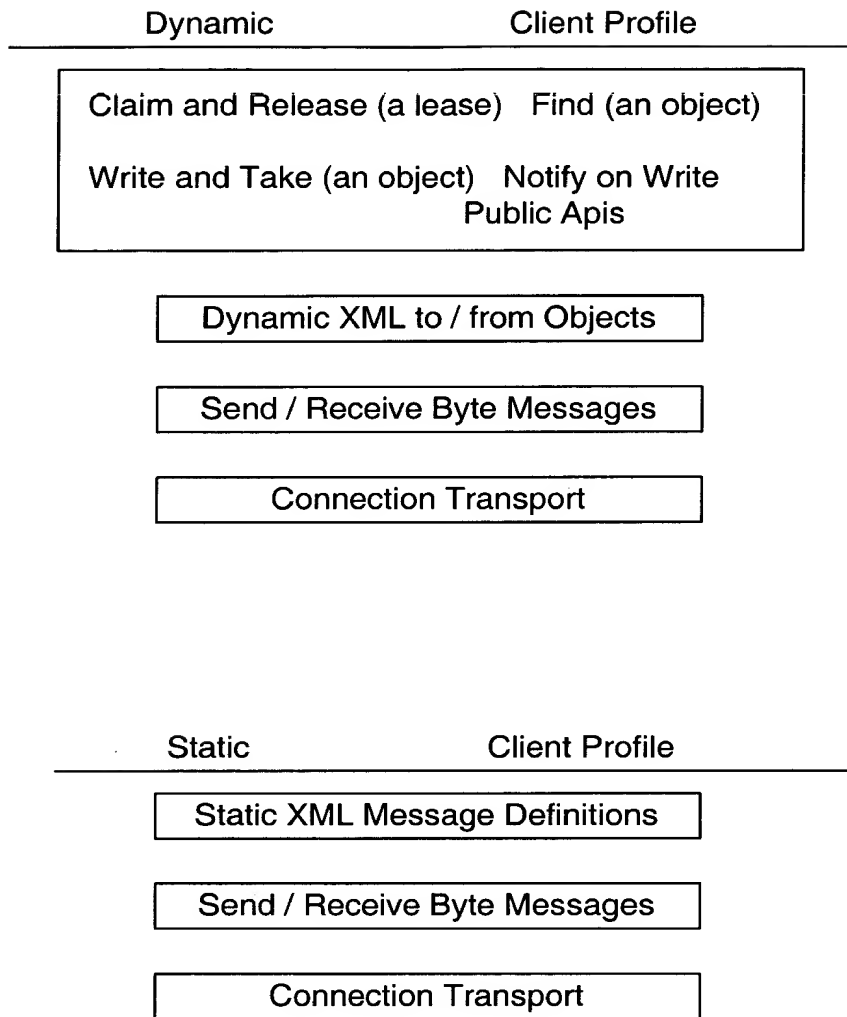 Dynamic Client Profile
Claim and Release (a lease) Find (an object)
Write and Take (an object) Notify on Write
Public Apis
Dynamic XML to / from Objects
Send / Receive Byte Messages
Connection Transport
Static Client Profile
Static XML Message Definitions
Send / Receive Byte Messages
Connection Transport